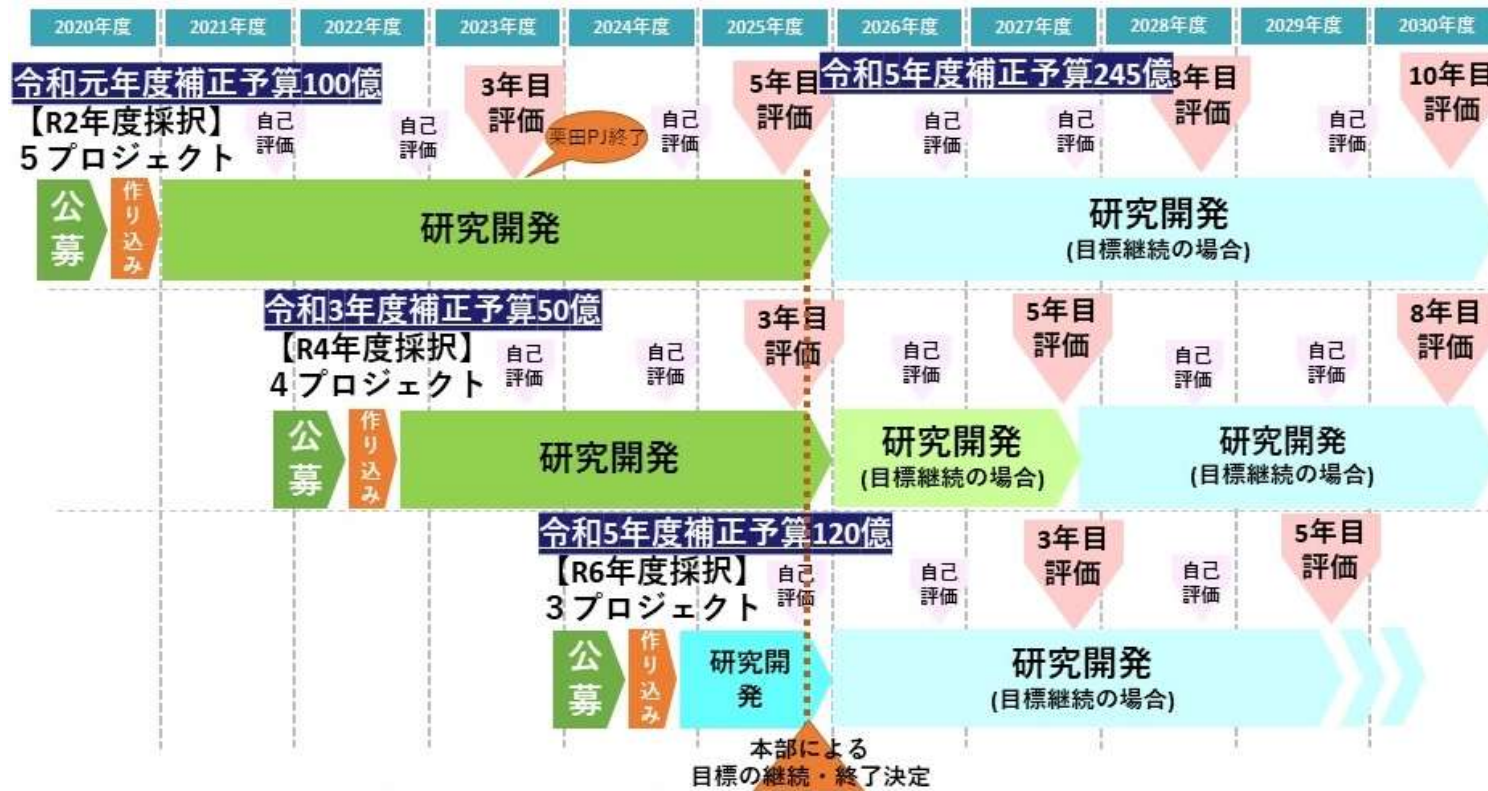 2020年度 2021年度 2022年度 2023年度 2024年度 2025年度 2026年度 2027年度 2028年度 2029年度 2030年度
令和元年度補正予算100億
【R2年度採択】
5プロジェクト
自己
評価
自己
評価
3年目
評価
栗田PJ終了
自己
評価
5年目
評価
令和5年度補正予算245億
自己
評価
自己
評価
3年目
評価
自己
評価
10年目
評価
公募
作り込み
研究開発
研究開発
(目標継続の場合)
令和3年度補正予算50億
【R4年度採択】
4プロジェクト
自己
評価
自己
評価
3年目
評価
自己
評価
5年目
評価
自己
評価
自己
評価
8年目
評価
公募
作り込み
研究開発
研究開発
(目標継続の場合)
研究開発
(目標継続の場合)
令和5年度補正予算120億
【R6年度採択】
3プロジェクト
自己
評価
自己
評価
3年目
評価
自己
評価
5年目
評価
公募
作り込み
研究開
発
研究開発
(目標継続の場合)
本部による
目標の継続・終了決定